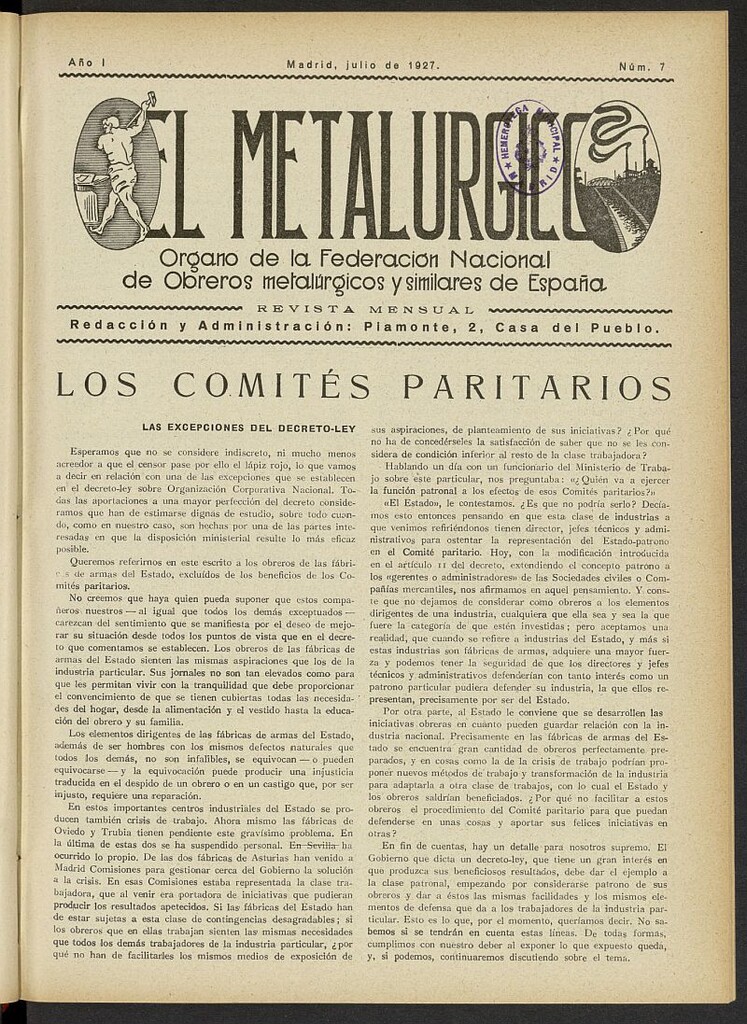 Año I
Madrid, julio de 1927.
Núm. 7
EL METALURGICO
HEMEROTECA MUNICIPAL
MADRID
Organo de la Federación Nacional
de Obreros metalúrgicos y similares de España
REVISTA MENSUAL
Redacción y Administración: Piamonte, 2, Casa del Pueblo.
LOS COMITÉS PARITARIOS
LAS EXCEPCIONES DEL DECRETO-LEY
Esperamos que no se considere indiscreto, ni mucho menos
acreedor a que el censor pase por ello el lápiz rojo, lo que vamos
a decir en relación con una de las excepciones que se establecen
en el decreto-ley sobre Organización Corporativa Nacional. To-
das las aportaciones a una mayor perfección del decreto conside-
ramos que han de estimarse dignas de estudio, sobre todo cuan-
do, como en nuestro caso, son hechas por una de las partes inte-
resadas en que la disposición ministerial resulte lo más eficaz
posible.
Queremos referirnos en este escrito a los obreros de las fábri-
cas de armas del Estado, excluídos de los beneficios de los Co-
mités paritarios.
No creemos que haya quien pueda suponer que estos compa-
ñeros nuestros — al igual que todos los demás exceptuados —
carezcan del sentimiento que se manifiesta por el deseo de mejo-
rar su situación desde todos los puntos de vista que en el decre-
to que comentamos se establecen. Los obreros de las fábricas de
armas del Estado sienten las mismas aspiraciones que los de la
industria particular. Sus jornales no son tan elevados como para
que les permitan vivir con la tranquilidad que debe proporcionar
el convencimiento de que se tienen cubiertas todas las necesida-
des del hogar, desde la alimentación y el vestido hasta la educa-
ción del obrero y su familia.
Los elementos dirigentes de las fábricas de armas del Estado,
además de ser hombres con los mismos defectos naturales que
todos los demás, no son infalibles, se equivocan — o pueden
equivocarse — y la equivocación puede producir una injusticia
traducida en el despido de un obrero o en un castigo que, por ser
injusto, requiere una reparación.
En estos importantes centros industriales del Estado se pro-
ducen también crisis de trabajo. Ahora mismo las fábricas de
Oviedo y Trubia tienen pendiente este gravísimo problema. En
la última de estas dos se ha suspendido personal. En Sevilla ha
ocurrido lo propio. De las dos fábricas de Asturias han venido a
Madrid Comisiones para gestionar cerca del Gobierno la solución
a la crisis. En esas Comisiones estaba representada la clase tra-
bajadora, que al venir era portadora de iniciativas que pudieran
producir los resultados apetecidos. Si las fábricas del Estado han
de estar sujetas a esta clase de contingencias desagradables; si
los obreros que en ellas trabajan sienten las mismas necesidades
que todos los demás trabajadores de la industria particular, ¿por
qué no han de facilitarles los mismos medios de exposición de
sus aspiraciones, de planteamiento de sus iniciativas? ¿Por qué
no ha de concedérseles la satisfacción de saber que no se les con-
sidera de condición inferior al resto de la clase trabajadora?
Hablando un día con un funcionario del Ministerio de Traba-
jo sobre este particular, nos preguntaba: «¿Quién va a ejercer
la función patronal a los efectos de esos Comités paritarios?»
«El Estado», le contestamos. ¿Es que no podría serlo? Decía-
mos esto entonces pensando en que esta clase de industrias a
que venimos refiriéndonos tienen director, jefes técnicos y admi-
nistrativos para ostentar la representación del Estado-patrono
en el Comité paritario. Hoy, con la modificación introducida
en el artículo 11 del decreto, extendiendo el concepto patrono a
los «gerentes o administradores» de las Sociedades civiles o Com-
pañías mercantiles, nos afirmamos en aquel pensamiento. Y cons-
te que no dejamos de considerar como obreros a los elementos
dirigentes de una industria, cualquiera que ella sea y sea la que
fuere la categoría de que estén investidas; pero aceptamos una
realidad, que cuando se refiere a industrias del Estado, y más si
estas industrias son fábricas de armas, adquiere una mayor fuer-
za y podemos tener la seguridad de que los directores y jefes
técnicos y administrativos defenderían con tanto interés como un
patrono particular pudiera defender su industria, la que ellos re-
presentan, precisamente por ser del Estado.
Por otra parte, al Estado le conviene que se desarrollen las
iniciativas obreras en cuanto pueden guardar relación con la in-
dustria nacional. Precisamente en las fábricas de armas del Es-
tado se encuentra gran cantidad de obreros perfectamente pre-
parados, y en cosas como la de la crisis de trabajo podrían pro-
poner nuevos métodos de trabajo y transformación de la industria
para adaptarla a otra clase de trabajos, con lo cual el Estado y
los obreros saldrían beneficiados. ¿Por qué no facilitar a estos
obreros el procedimiento del Comité paritario para que puedan
defenderse en unas cosas y aportar sus felices iniciativas en
otras?
En fin de cuentas, hay un detalle para nosotros supremo. El
Gobierno que dicta un decreto-ley, que tiene un gran interés en
que produzca sus beneficiosos resultados, debe dar el ejemplo a
la clase patronal, empezando por considerarse patrono de sus
obreros y dar a éstos las mismas facilidades y los mismos ele-
mentos de defensa que da a los trabajadores de la industria par-
ticular. Esto es lo que, por el momento, queríamos decir. No sa-
bemos si se tendrán en cuenta estas líneas. De todas formas,
cumplimos con nuestro deber al exponer lo que expuesto queda,
y, si podemos, continuaremos discutiendo sobre el tema.